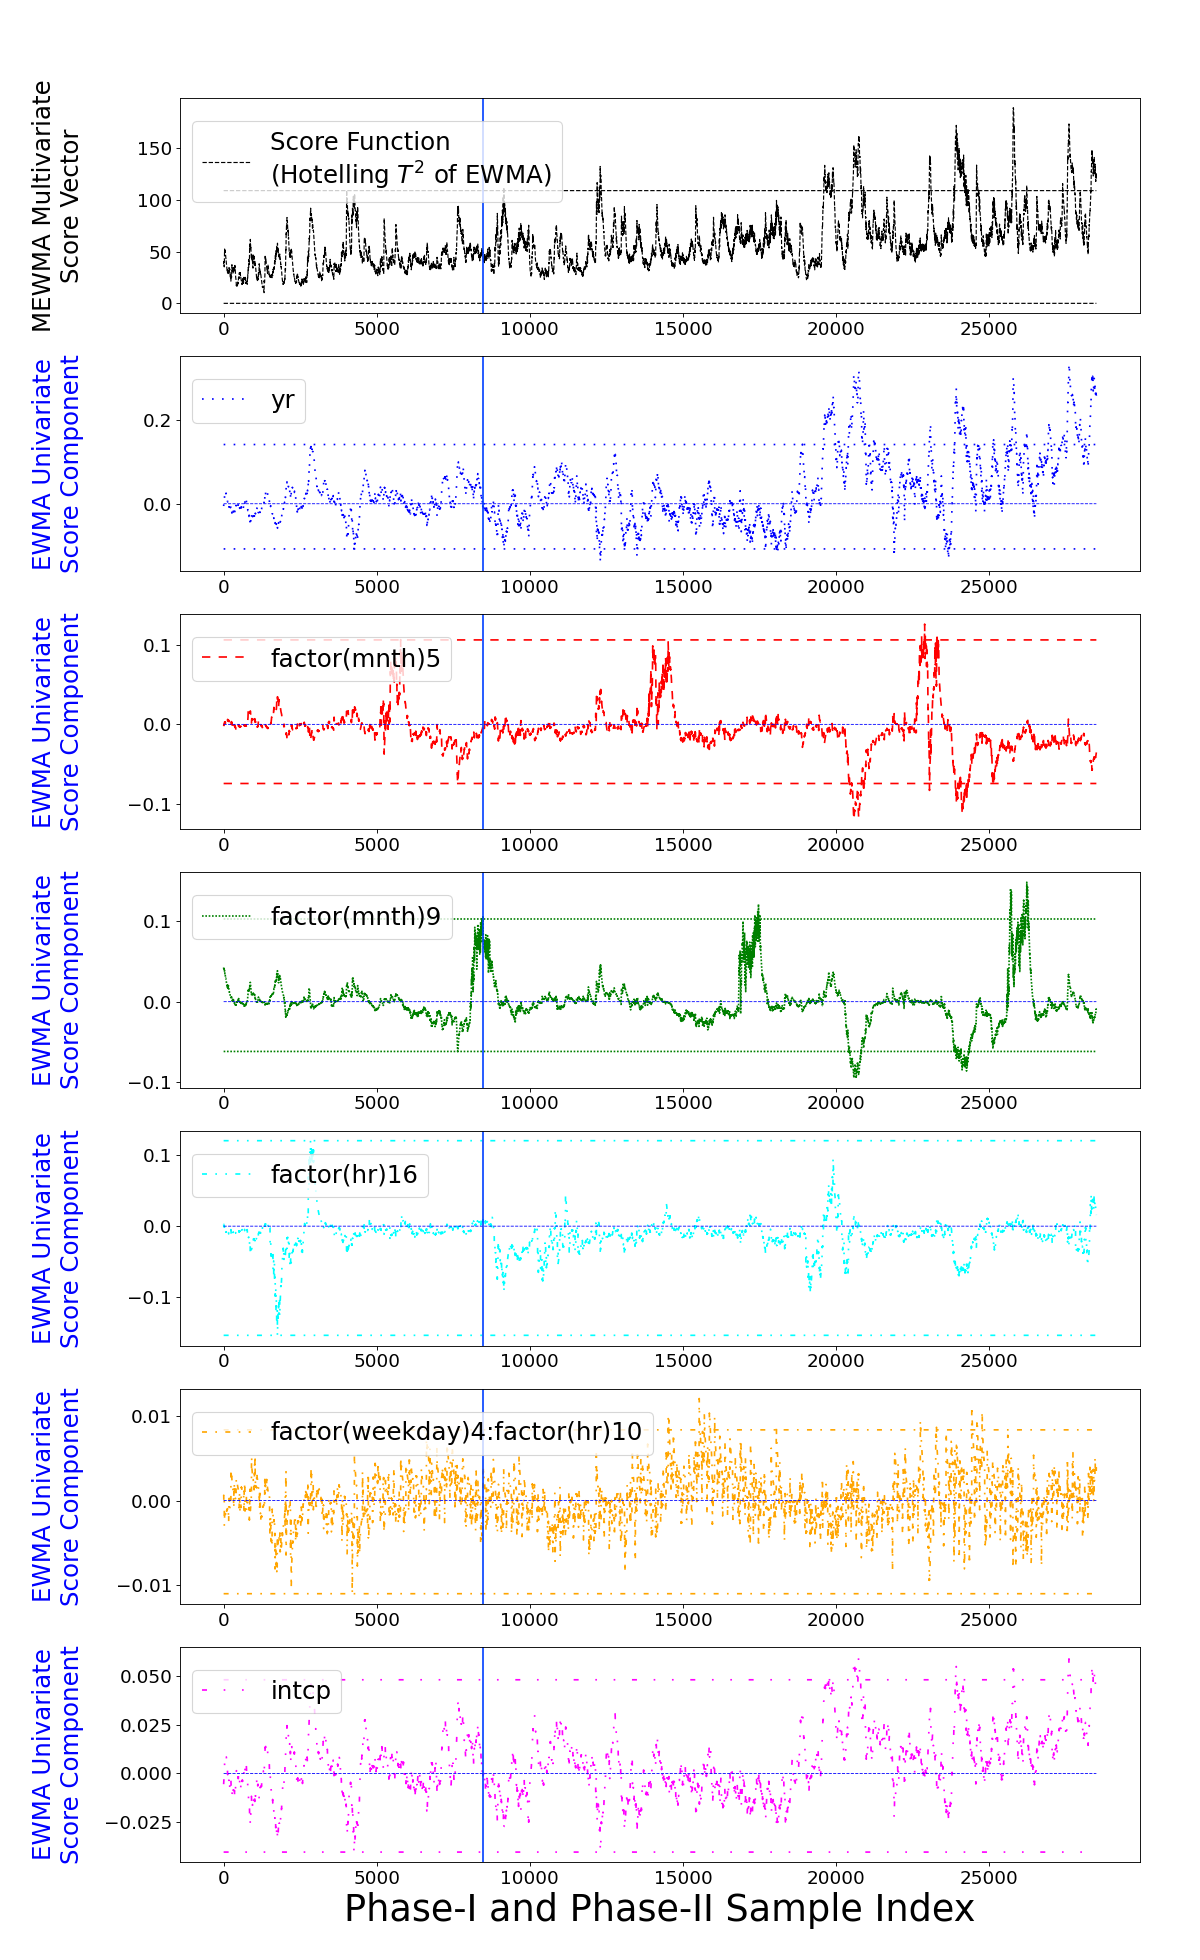 MEWMA Multivariate
Score Vector
Score Function
(Hotelling T² of EWMA)
150
100
50
0
0 5000 10000 15000 20000 25000
EWMA Univariate
Score Component
yr
0.2
0.0
0 5000 10000 15000 20000 25000
EWMA Univariate
Score Component
factor(mnth)5
0.1
0.0
−0.1
0 5000 10000 15000 20000 25000
EWMA Univariate
Score Component
factor(mnth)9
0.1
0.0
−0.1
0 5000 10000 15000 20000 25000
EWMA Univariate
Score Component
factor(hr)16
0.1
0.0
−0.1
0 5000 10000 15000 20000 25000
EWMA Univariate
Score Component
factor(weekday)4:factor(hr)10
0.01
0.00
−0.01
0 5000 10000 15000 20000 25000
EWMA Univariate
Score Component
intcp
0.050
0.025
0.000
−0.025
0 5000 10000 15000 20000 25000
Phase-I and Phase-II Sample Index